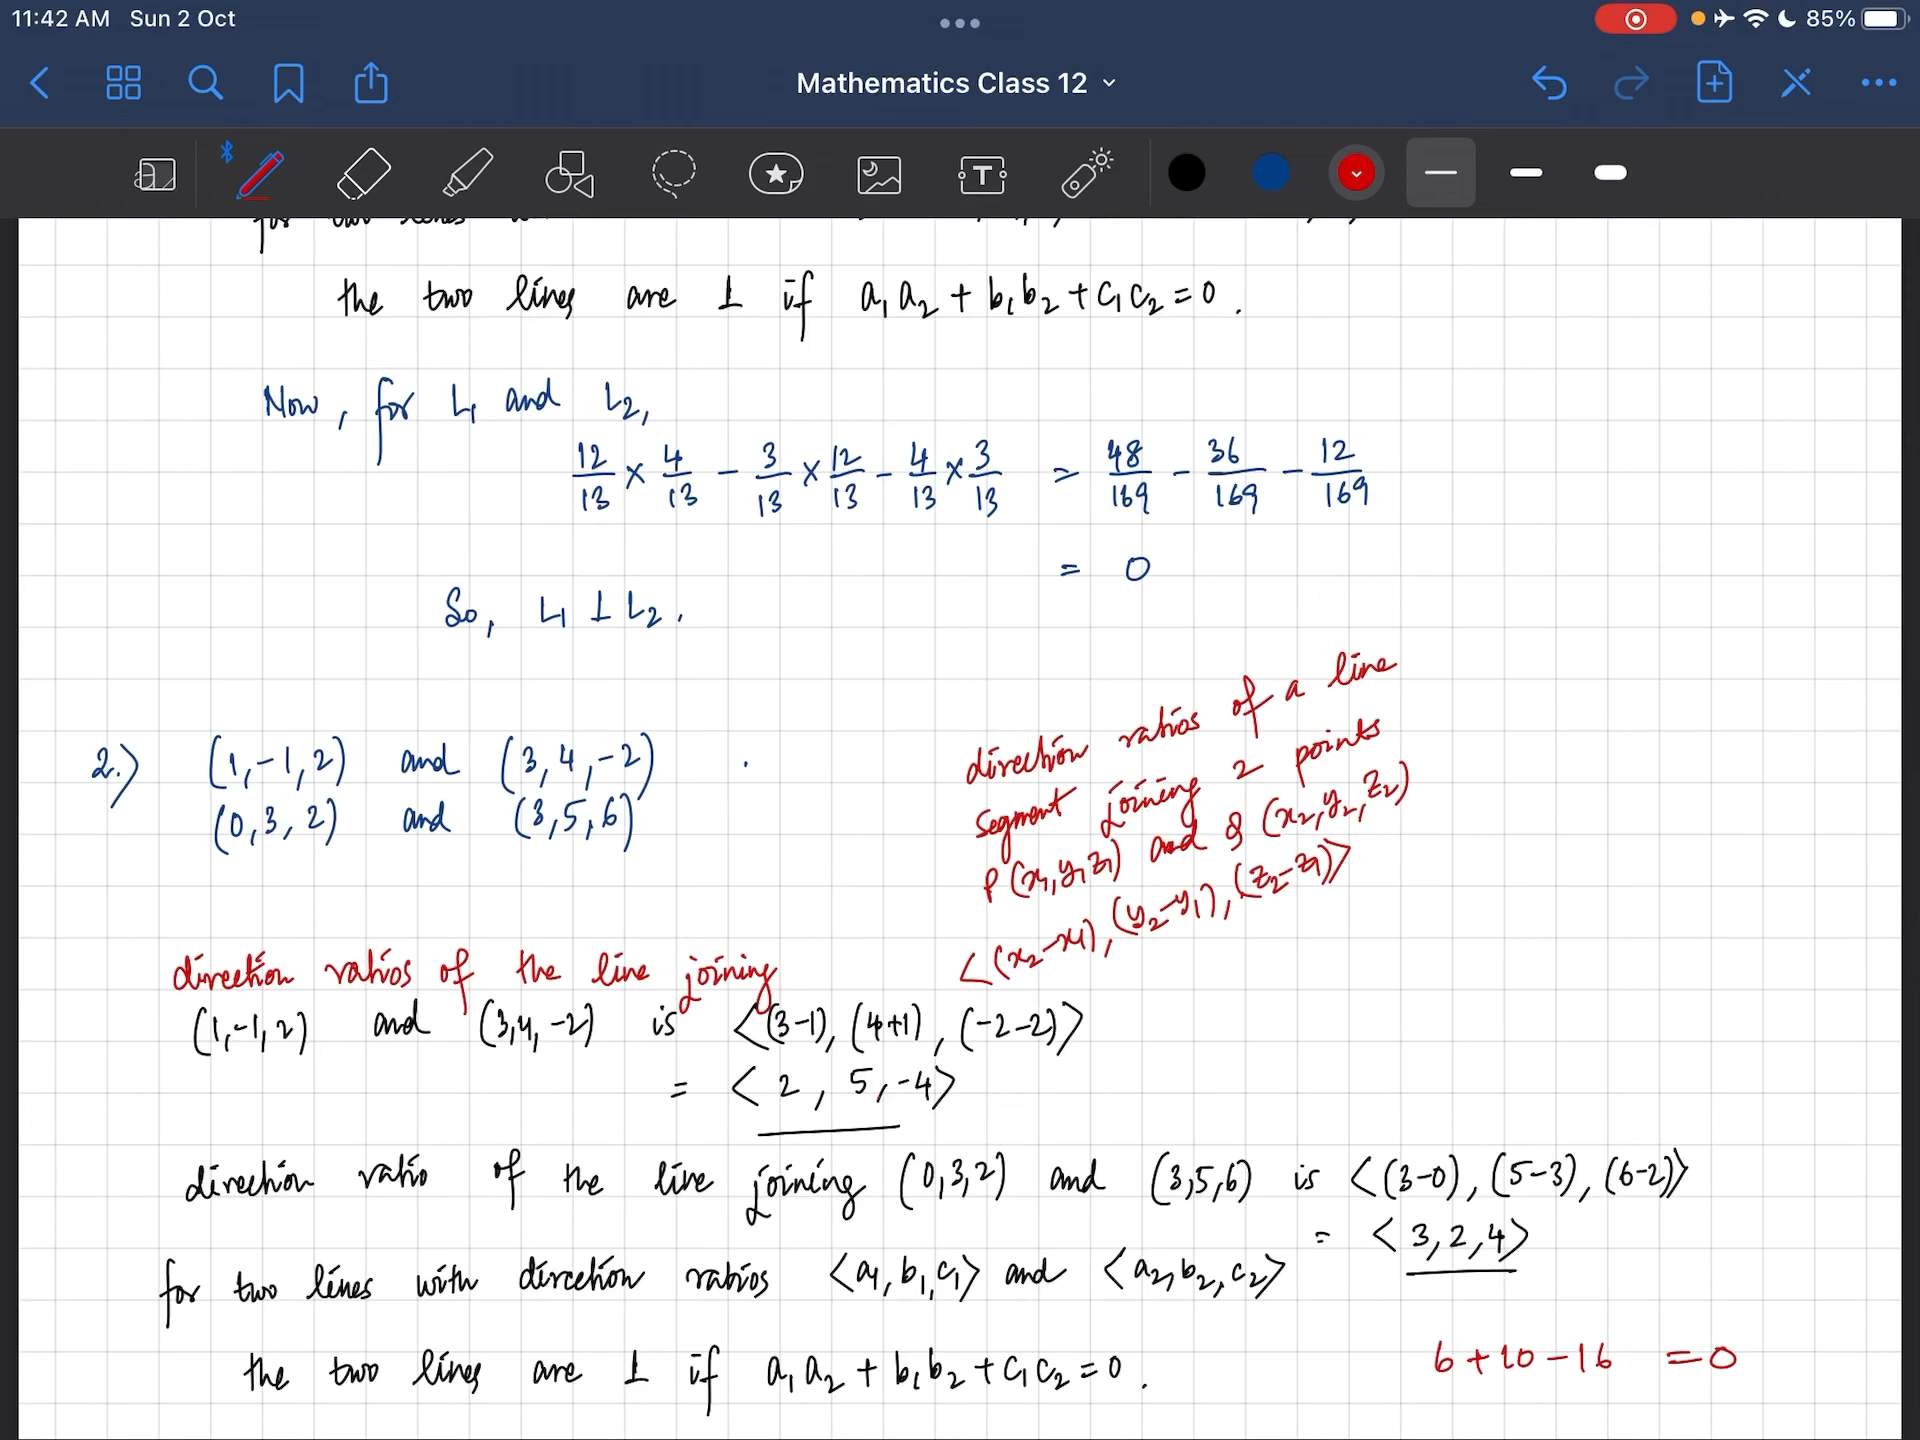 11:42 AM Sun 2 Oct
85%
Mathematics Class 12
for two lines
the two lines are ⊥ if a₁a₂ + b₁b₂ + c₁c₂ = 0.
Now, for L₁ and L₂,
12/13 × 4/13 - 3/13 × 12/13 - 4/13 × 3/13 = 48/169 - 36/169 - 12/169
= 0
So, L₁ ⊥ L₂.
2.) (1,-1,2) and (3,4,-2).
(0,3,2) and (3,5,6)
direction ratios of a line
segment joining 2 points
P(x₁,y₁,z₁) and Q(x₂,y₂,z₂)
<(x₂-x₁),(y₂-y₁),(z₂-z₁)>
direction ratios of the line joining
(1,-1,2) and (3,4,-2) is <(3-1), (4+1), (-2-2)>
= <2, 5, -4>
direction ratio of the line joining (0,3,2) and (3,5,6) is <(3-0), (5-3), (6-2)>
= <3,2,4>
for two lines with direction ratios <a₁,b₁,c₁> and <a₂,b₂,c₂>
the two lines are ⊥ if a₁a₂ + b₁b₂ + c₁c₂ = 0.
6+10-16 = 0